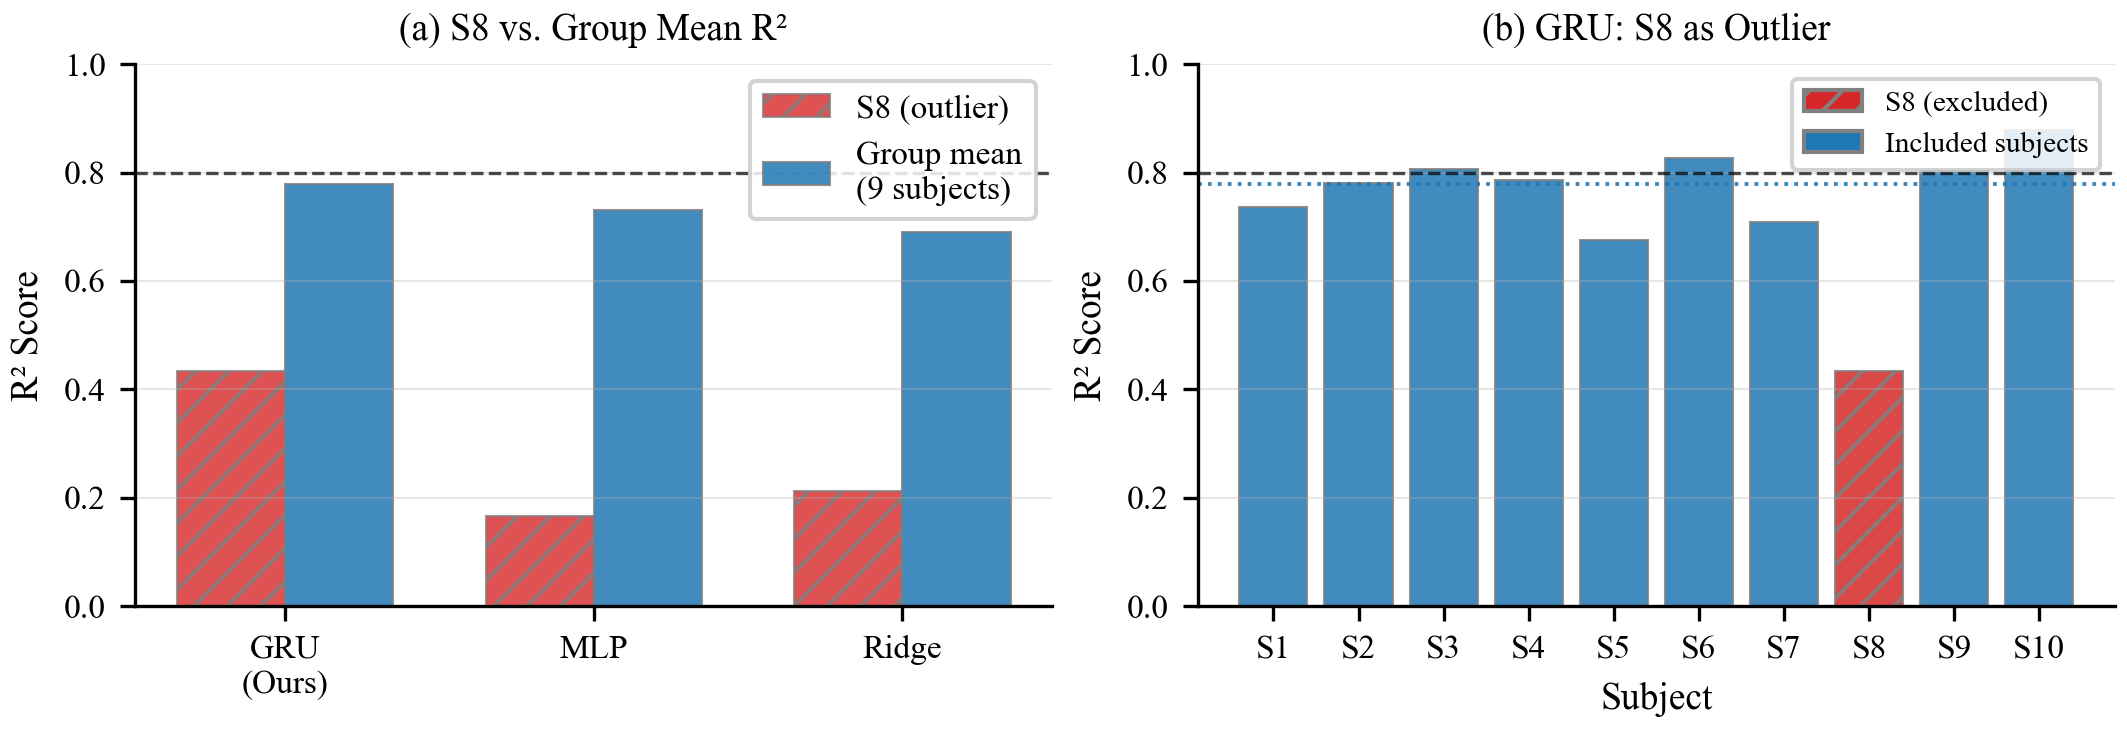 (a) S8 vs. Group Mean R²
R² Score
1.0
0.8
0.6
0.4
0.2
0.0
S8 (outlier)
Group mean
(9 subjects)
GRU
(Ours)
MLP
Ridge
(b) GRU: S8 as Outlier
R² Score
1.0
0.8
0.6
0.4
0.2
0.0
S8 (excluded)
Included subjects
S1 S2 S3 S4 S5 S6 S7 S8 S9 S10
Subject